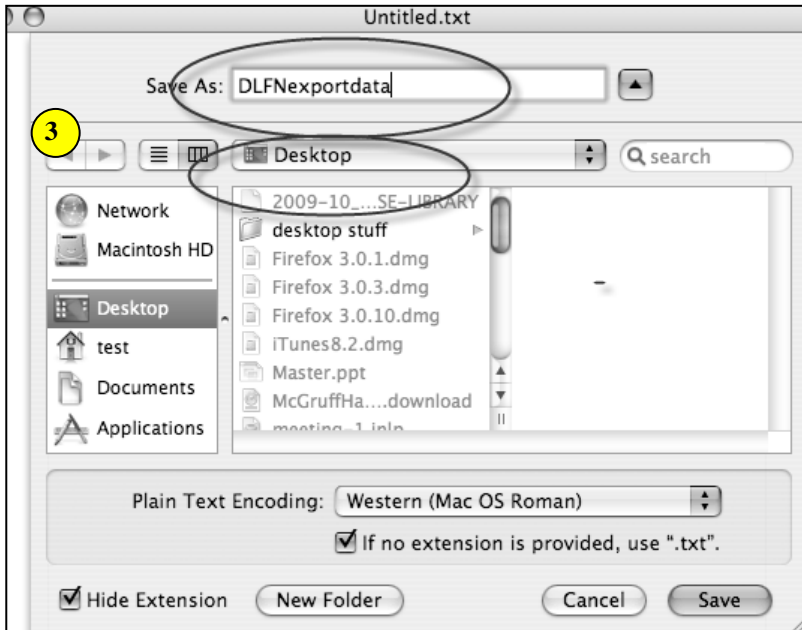 Untitled.txt
Save As: DLFNexportdata
3
Desktop
search
Network
Macintosh HD
Desktop
test
Documents
Applications
2009-10_...SE-LIBRARY
desktop stuff
Firefox 3.0.1.dmg
Firefox 3.0.3.dmg
Firefox 3.0.10.dmg
iTunes8.2.dmg
Master.ppt
McGruffHa....download
Plain Text Encoding: Western (Mac OS Roman)
If no extension is provided, use “.txt”.
Hide Extension
New Folder
Cancel
Save